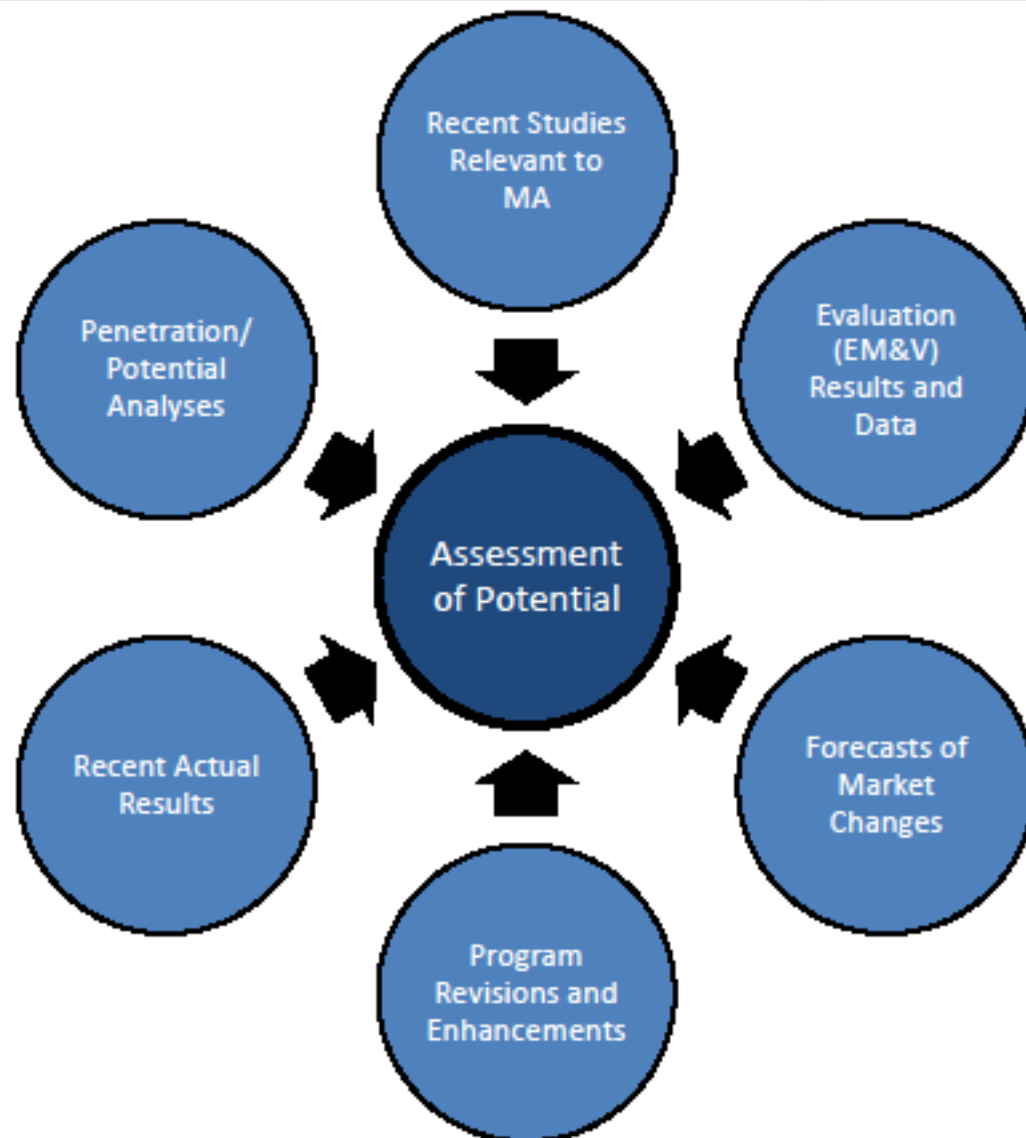 Recent Studies
Relevant to
MA
Penetration/
Potential
Analyses
Evaluation
(EM&V)
Results and
Data
Assessment
of Potential
Recent Actual
Results
Forecasts of
Market
Changes
Program
Revisions and
Enhancements